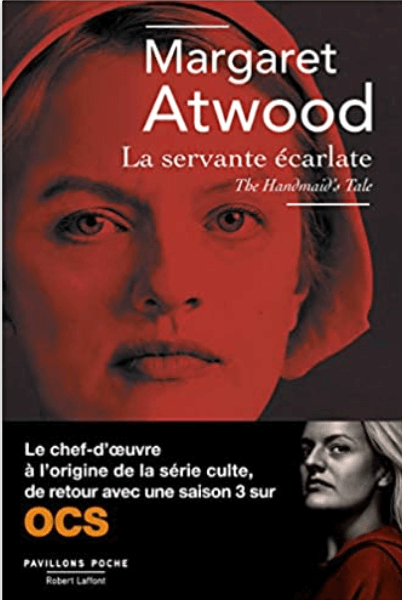 Margaret
Atwood
La servante écarlate
The Handmaid's Tale
Le chef-d'œuvre
à l'origine de la série culte,
de retour avec une saison 3 sur
OCS
PAVILLONS POCHE
Robert Laffont